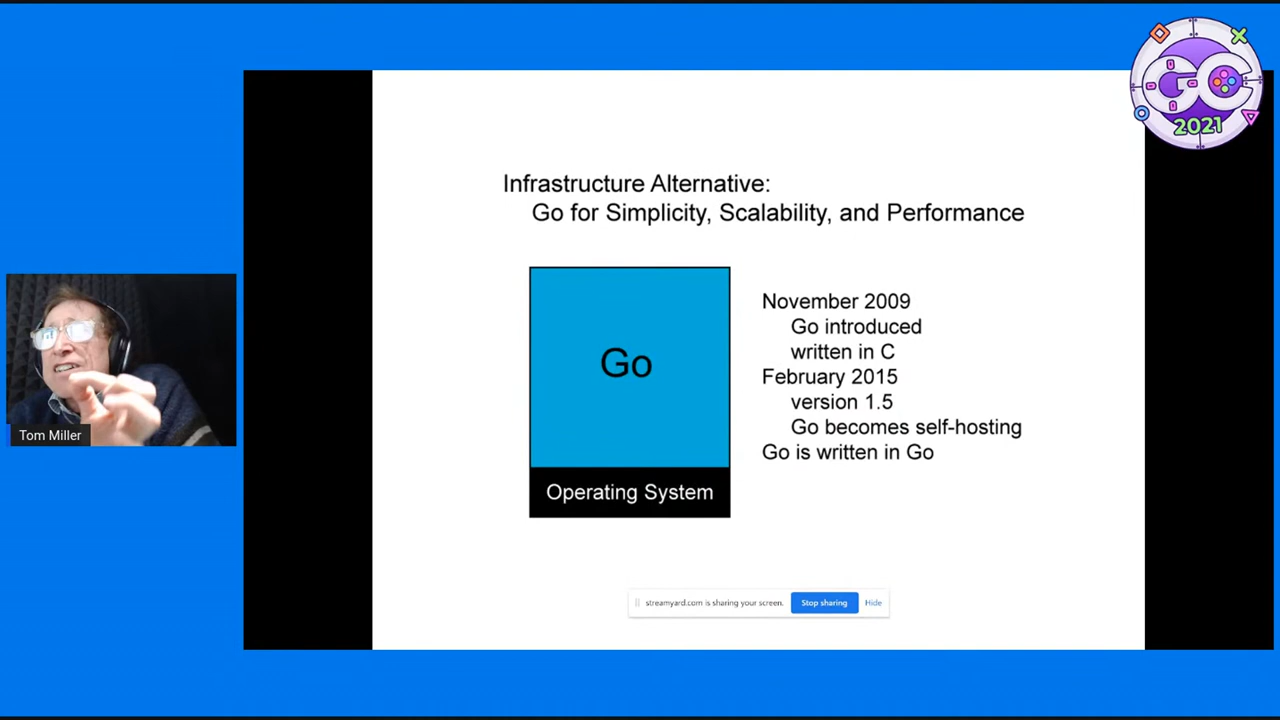 GC
2021
Infrastructure Alternative:
Go for Simplicity, Scalability, and Performance
Go
Operating System
November 2009
Go introduced
written in C
February 2015
version 1.5
Go becomes self-hosting
Go is written in Go
Tom Miller
streamyard.com is sharing your screen. Stop sharing Hide